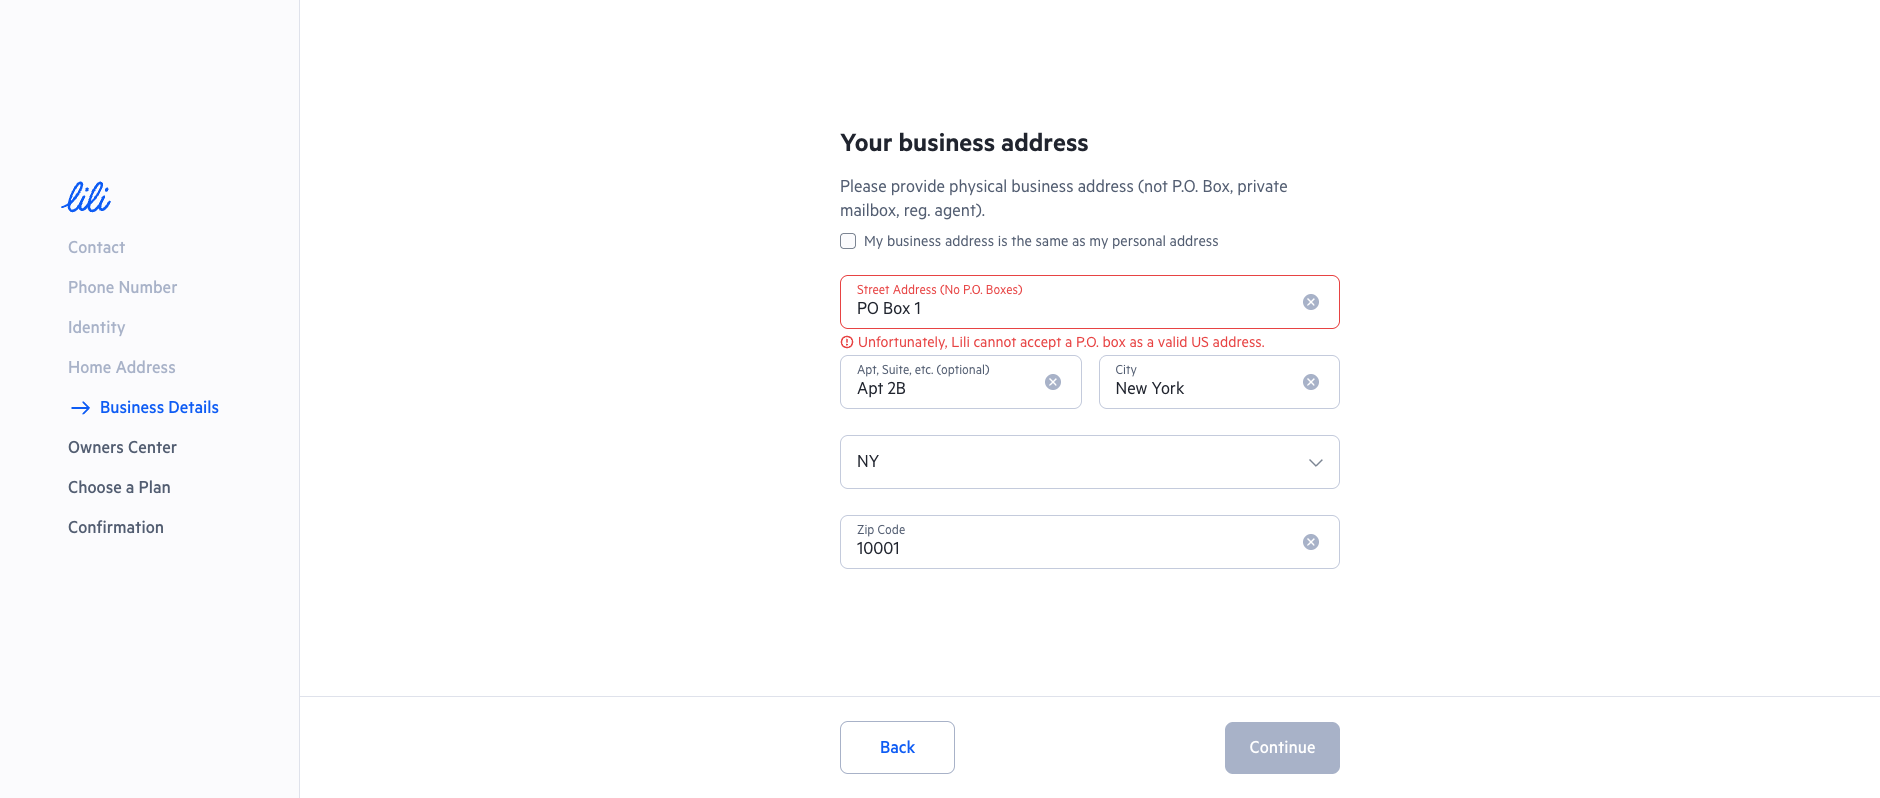 lili
Contact
Phone Number
Identity
Home Address
Business Details
Owners Center
Choose a Plan
Confirmation
Your business address
Please provide physical business address (not P.O. Box, private
mailbox, reg. agent).
My business address is the same as my personal address
Street Address (No P.O. Boxes)
PO Box 1
Unfortunately, Lili cannot accept a P.O. box as a valid US address.
Apt, Suite, etc. (optional)
Apt 2B
City
New York
NY
Zip Code
10001
Back
Continue